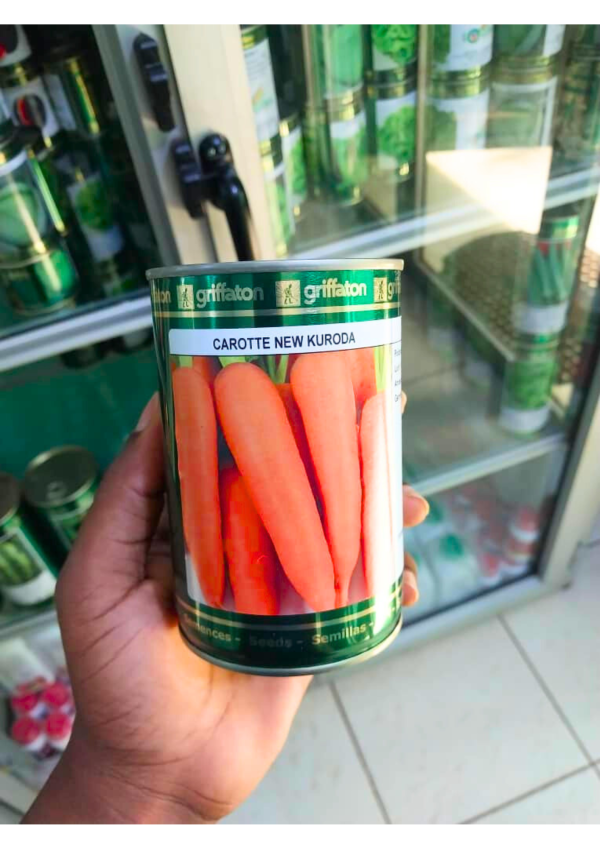 griffaton griffaton
CAROTTE NEW KURODA
Semences - Seeds - Semillas -